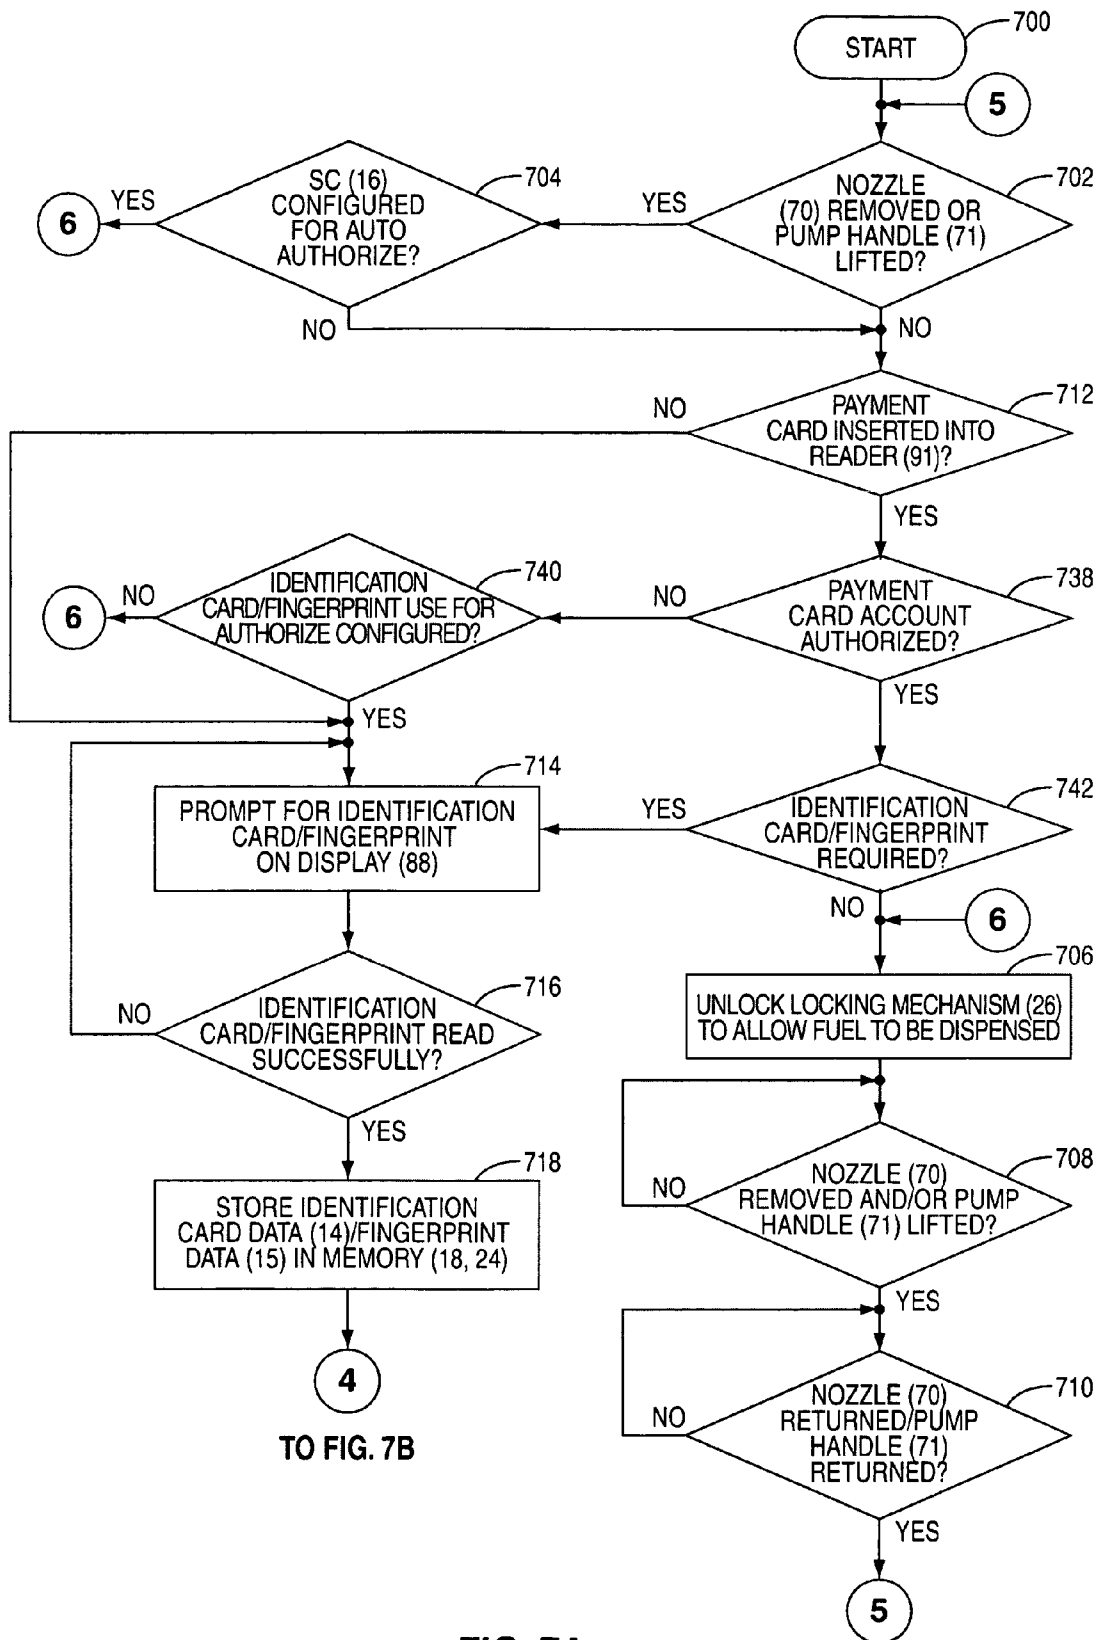 START
700
5
NOZZLE
(70) REMOVED OR
PUMP HANDLE (71)
LIFTED?
702
YES
NO
SC (16)
CONFIGURED
FOR AUTO
AUTHORIZE?
704
YES
6
NO
PAYMENT
CARD INSERTED INTO
READER (91)?
712
NO
YES
PAYMENT
CARD ACCOUNT
AUTHORIZED?
738
NO
YES
IDENTIFICATION
CARD/FINGERPRINT USE FOR
AUTHORIZE CONFIGURED?
740
NO
6
YES
PROMPT FOR IDENTIFICATION
CARD/FINGERPRINT
ON DISPLAY (88)
714
IDENTIFICATION
CARD/FINGERPRINT
REQUIRED?
742
YES
NO
6
IDENTIFICATION
CARD/FINGERPRINT READ
SUCCESSFULLY?
716
NO
YES
STORE IDENTIFICATION
CARD DATA (14)/FINGERPRINT
DATA (15) IN MEMORY (18, 24)
718
4
TO FIG. 7B
UNLOCK LOCKING MECHANISM (26)
TO ALLOW FUEL TO BE DISPENSED
706
NOZZLE (70)
REMOVED AND/OR PUMP
HANDLE (71) LIFTED?
708
NO
YES
NOZZLE (70)
RETURNED/PUMP
HANDLE (71)
RETURNED?
710
NO
YES
5